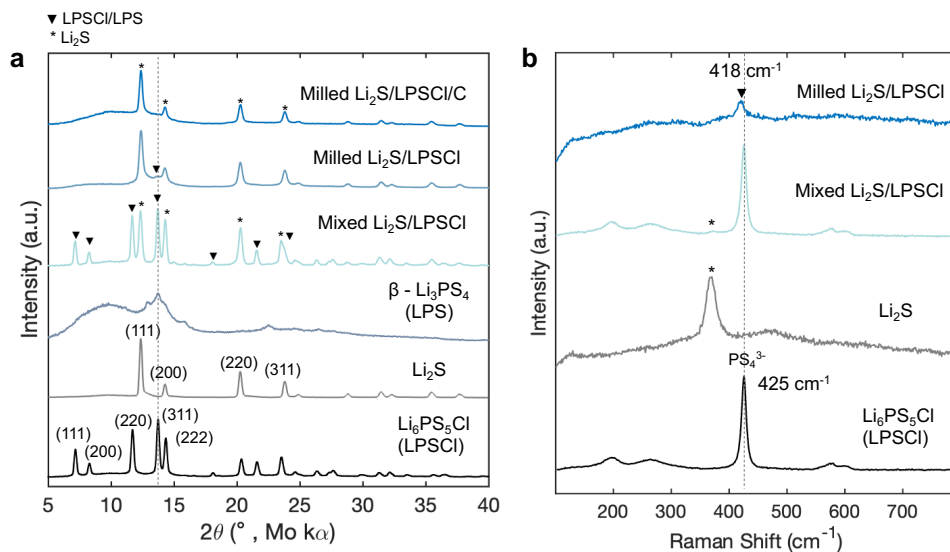 ▼ LPSCl/LPS
* Li₂S
a
Milled Li₂S/LPSCl/C
Milled Li₂S/LPSCl
Mixed Li₂S/LPSCl
β - Li₃PS₄
(LPS)
(111)
(200)
(220)
(311)
Li₂S
(111)
(200)
(220)
(311)
(222)
Li₆PS₅Cl
(LPSCl)
Intensity (a.u.)
5 10 15 20 25 30 35 40
2θ (°, Mo kα)
b
418 cm⁻¹
Milled Li₂S/LPSCl
Mixed Li₂S/LPSCl
Li₂S
PS₄³⁻
425 cm⁻¹
Li₆PS₅Cl
(LPSCl)
Intensity (a.u.)
200 300 400 500 600 700
Raman Shift (cm⁻¹)